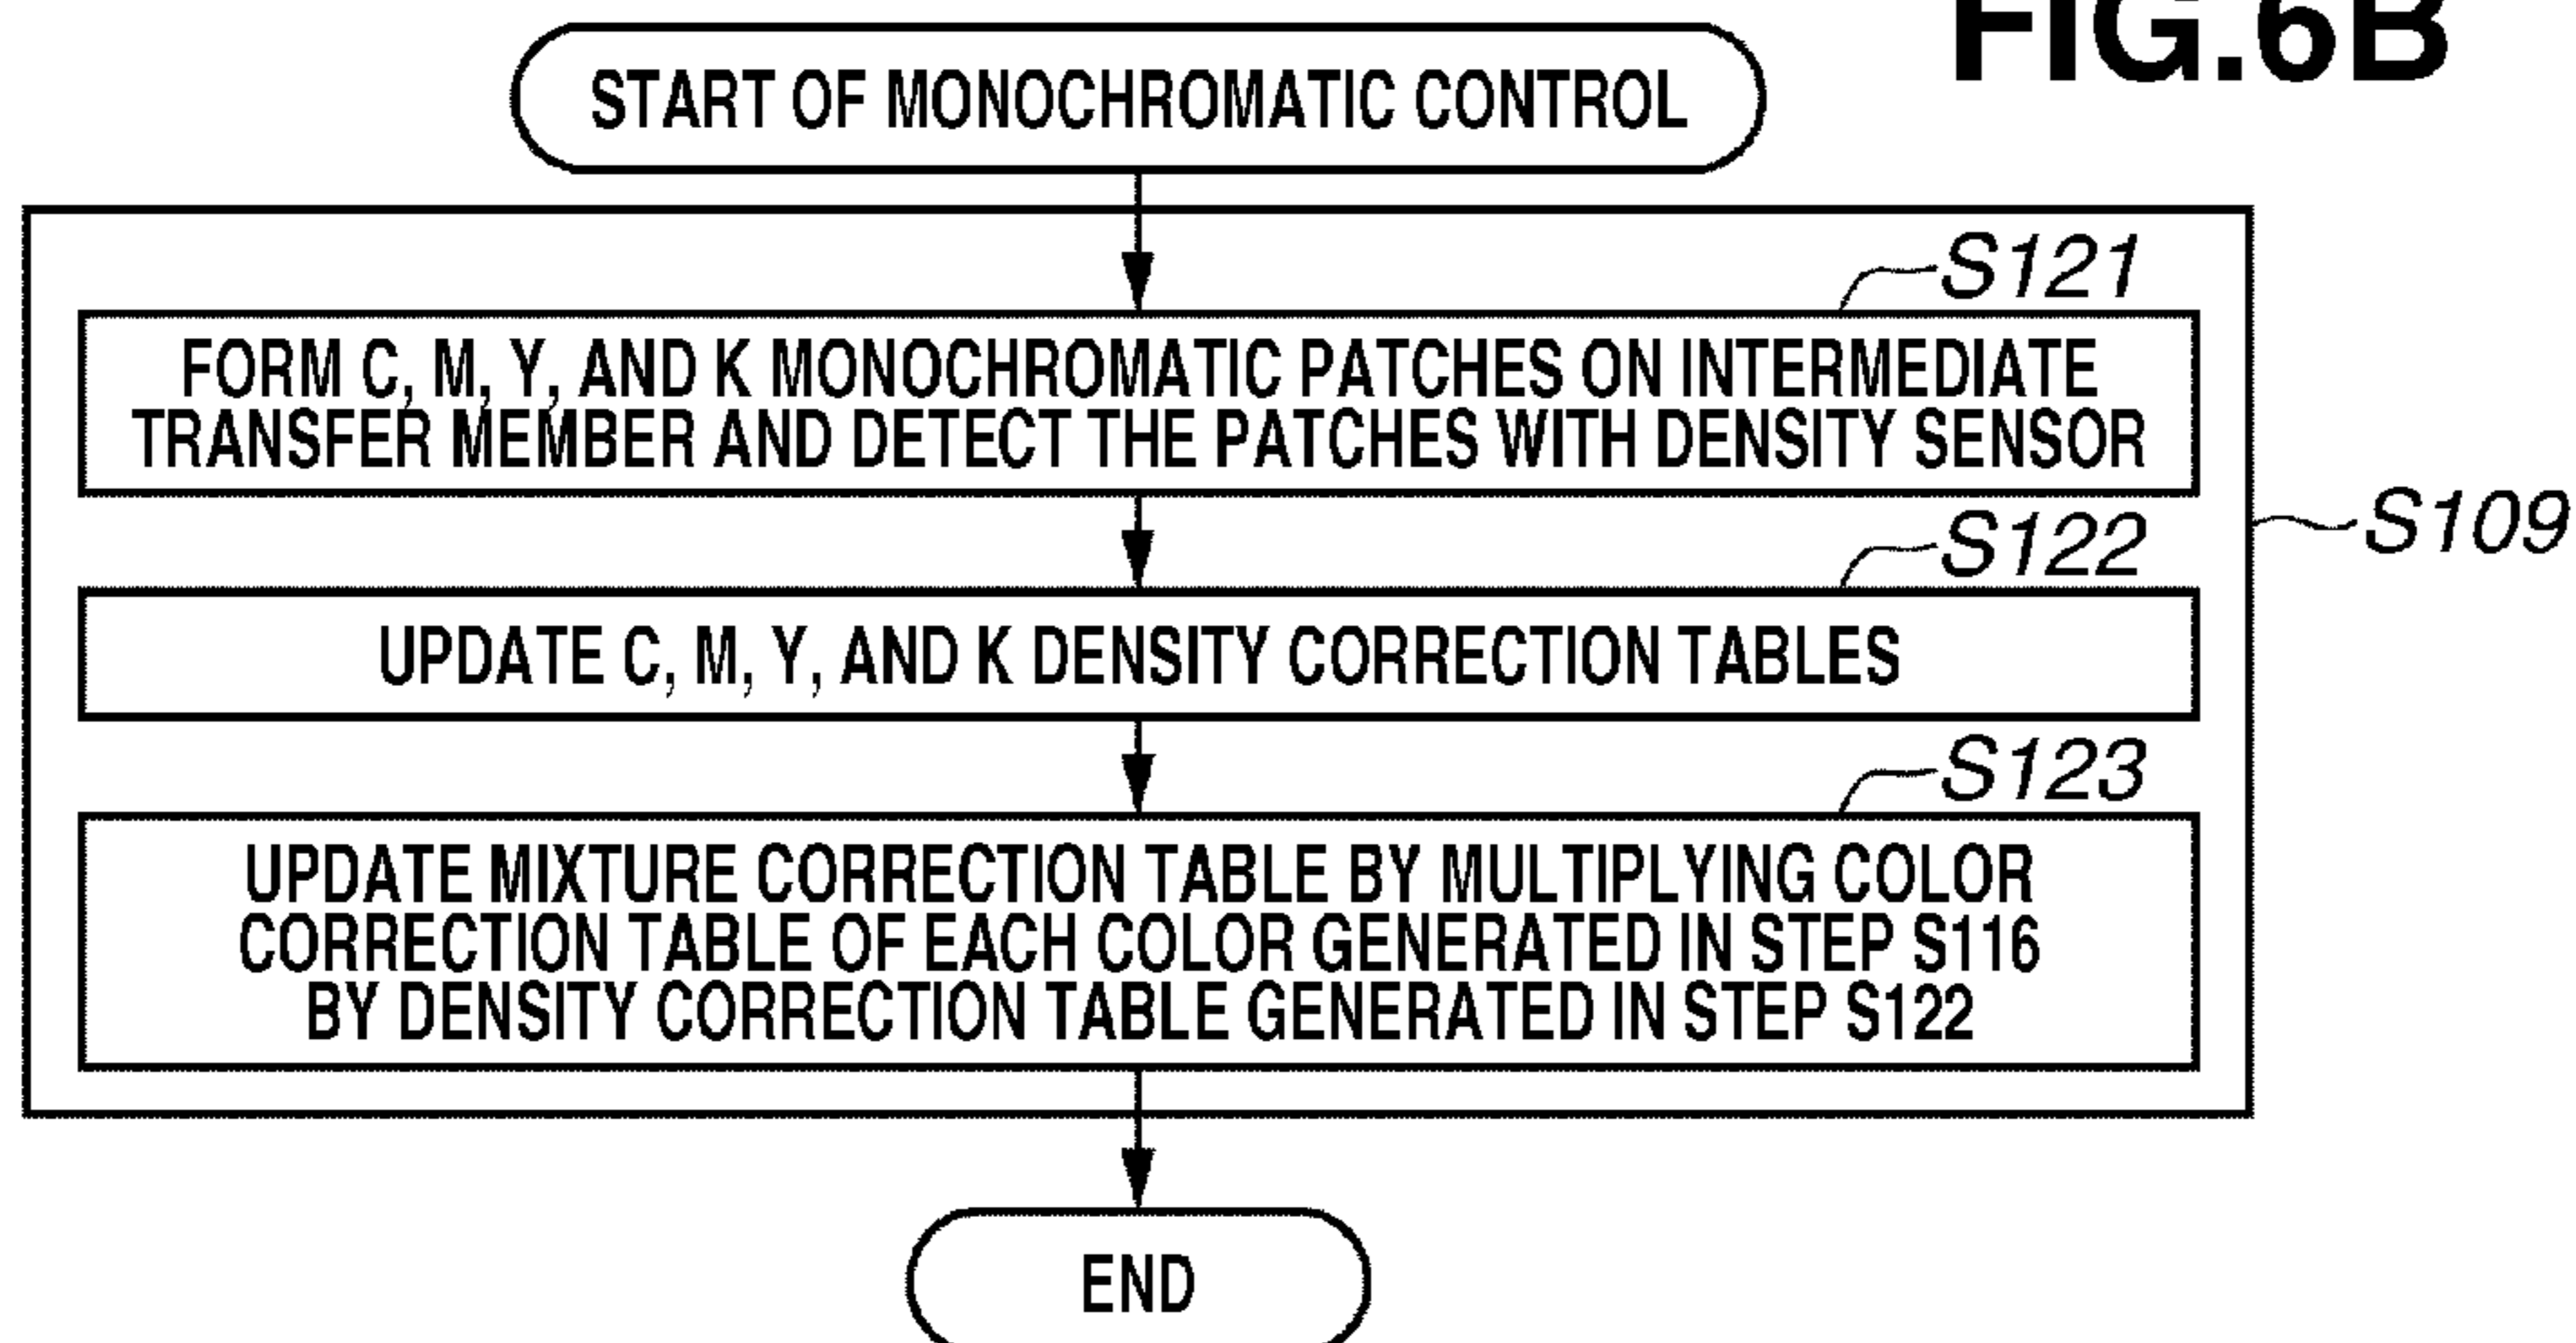 FIG.6B
START OF MONOCHROMATIC CONTROL
S121
FORM C, M, Y, AND K MONOCHROMATIC PATCHES ON INTERMEDIATE
TRANSFER MEMBER AND DETECT THE PATCHES WITH DENSITY SENSOR
S109
S122
UPDATE C, M, Y, AND K DENSITY CORRECTION TABLES
S123
UPDATE MIXTURE CORRECTION TABLE BY MULTIPLYING COLOR
CORRECTION TABLE OF EACH COLOR GENERATED IN STEP S116
BY DENSITY CORRECTION TABLE GENERATED IN STEP S122
END